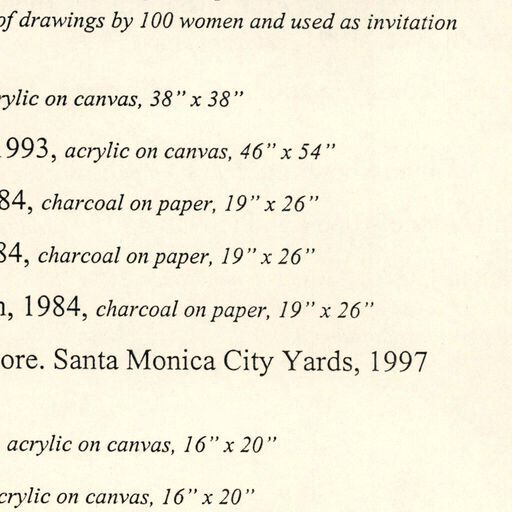 of drawings by 100 women and used as invitation
rylic on canvas, 38” x 38”
1993, acrylic on canvas, 46” x 54”
84, charcoal on paper, 19” x 26”
84, charcoal on paper, 19” x 26”
n, 1984, charcoal on paper, 19” x 26”
ore. Santa Monica City Yards, 1997
acrylic on canvas, 16” x 20”
crylic on canvas, 16” x 20”